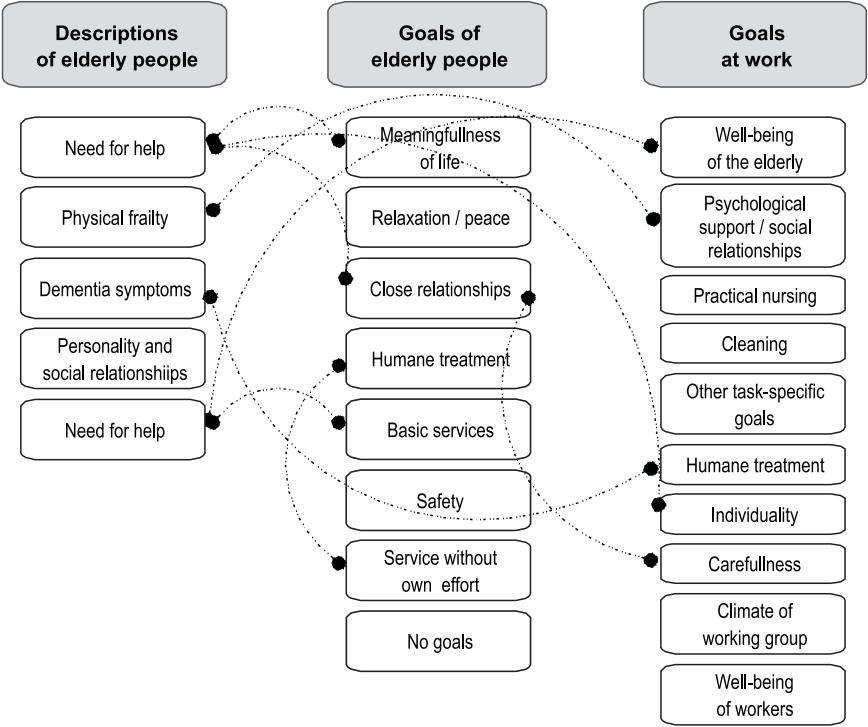 Descriptions
of elderly people
Goals of
elderly people
Goals
at work
Need for help
Physical frailty
Dementia symptoms
Personality and
social relationshiips
Need for help
Meaningfullness
of life
Relaxation / peace
Close relationships
Humane treatment
Basic services
Safety
Service without
own effort
No goals
Well-being
of the elderly
Psychological
support / social
relationships
Practical nursing
Cleaning
Other task-specific
goals
Humane treatment
Individuality
Carefullness
Climate of
working group
Well-being
of workers